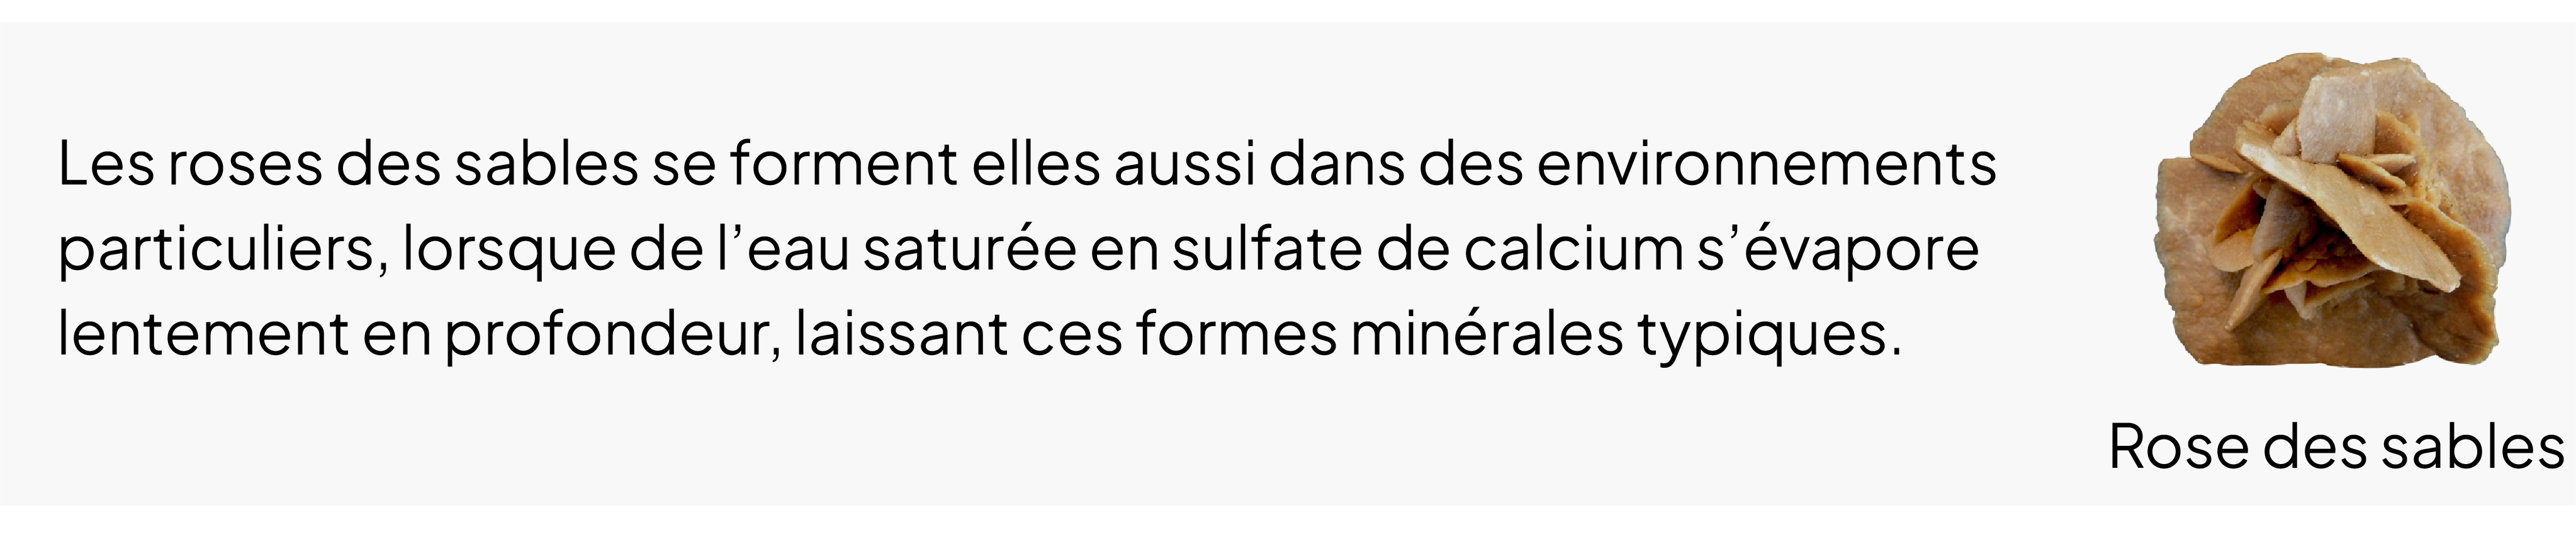 Les roses des sables se forment elles aussi dans des environnements
particuliers, lorsque de l’eau saturée en sulfate de calcium s’évapore
lentement en profondeur, laissant ces formes minérales typiques.
Rose des sables